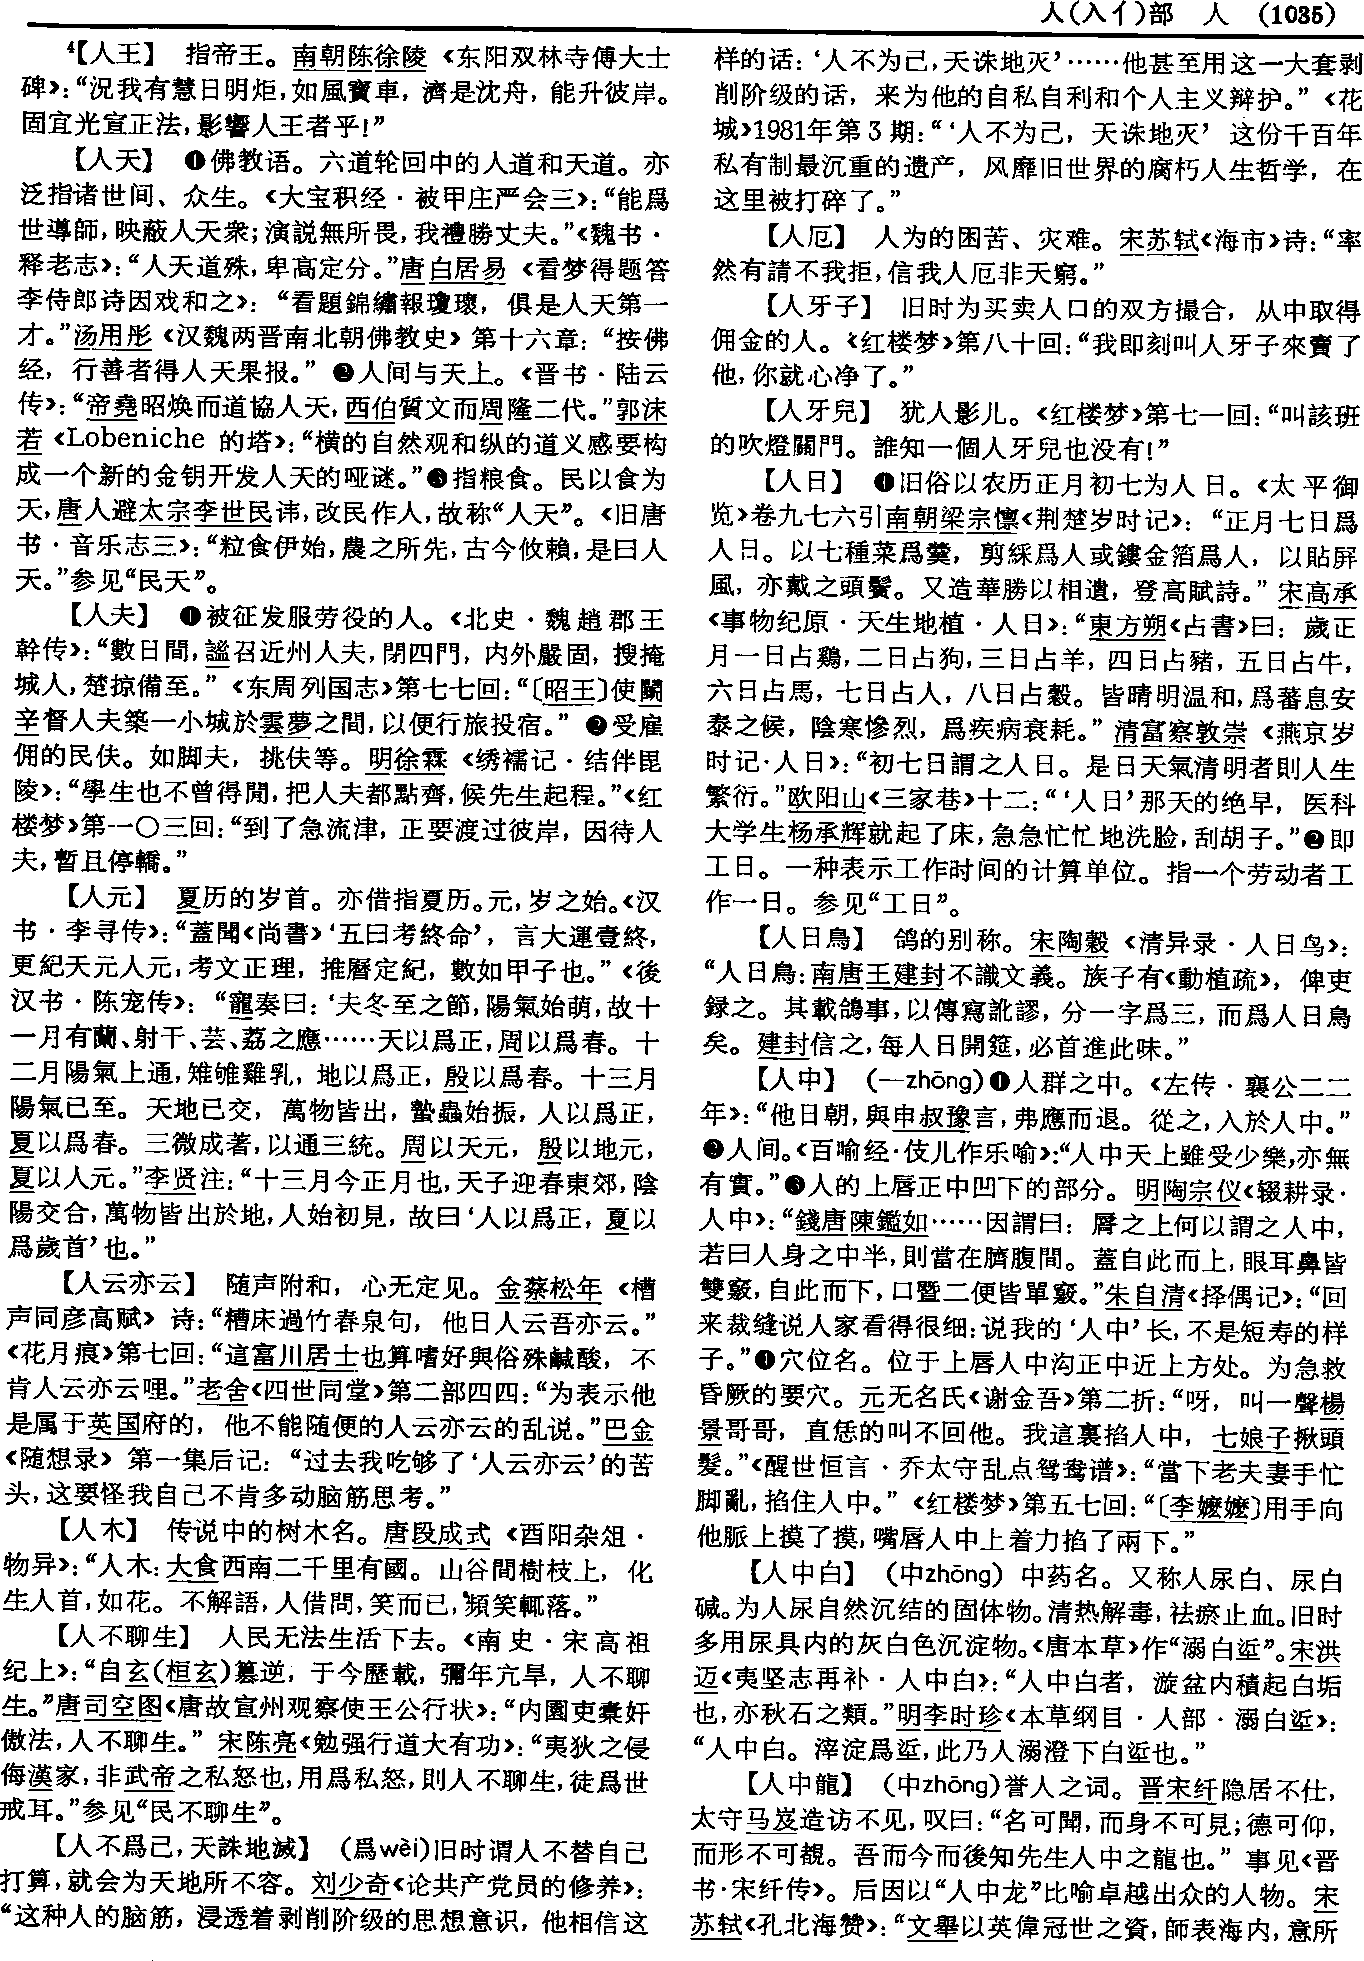 人(入亻)部　人　(1035)
⁴【人王】　指帝王。南朝陈徐陵《东阳双林寺傅大士
碑》：“況我有慧日明炬，如風寶車，濟是沈舟，能升彼岸。
固宜光宣正法，影響人王者乎！”
【人天】　❶佛教语。六道轮回中的人道和天道。亦
泛指诸世间、众生。《大宝积经·被甲庄严会三》：“能爲
世導師，映蔽人天衆；演説無所畏，我禮勝丈夫。”《魏书·
释老志》：“人天道殊，卑高定分。”唐白居易《看梦得题答
李侍郎诗因戏和之》：“看題錦繡報瓊瓌，俱是人天第一
才。”汤用彤《汉魏两晋南北朝佛教史》第十六章：“按佛
经，行善者得人天果报。”❷人间与天上。《晋书·陆云
传》：“帝堯昭焕而道協人天，西伯質文而周隆二代。”郭沫
若《Lobeniche 的塔》：“横的自然观和纵的道义感要构
成一个新的金钥开发人天的哑谜。”❸指粮食。民以食为
天，唐人避太宗李世民讳，改民作人，故称“人天”。《旧唐
书·音乐志三》：“粒食伊始，農之所先，古今攸賴，是曰人
天。”参见“民天”。
【人夫】　❶被征发服劳役的人。《北史·魏趙郡王
幹传》：“數日間，謐召近州人夫，閉四門，内外嚴固，搜掩
城人，楚掠備至。”《东周列国志》第七七回：“〔昭王〕使鬭
辛督人夫築一小城於雲夢之間，以便行旅投宿。”❷受雇
佣的民伕。如脚夫，挑伕等。明徐霖《绣襦记·结伴毘
陵》：“學生也不曾得閒，把人夫都點齊，候先生起程。”《红
楼梦》第一〇三回：“到了急流津，正要渡过彼岸，因待人
夫，暫且停轎。”
【人元】　夏历的岁首。亦借指夏历。元，岁之始。《汉
书·李寻传》：“蓋聞《尚書》‘五曰考終命’，言大運壹終，
更紀天元人元，考文正理，推曆定紀，數如甲子也。”《後
汉书·陈宠传》：“寵奏曰：‘夫冬至之節，陽氣始萌，故十
一月有蘭、射干、芸、荔之應……天以爲正，周以爲春。十
二月陽氣上通，雉雊雞乳，地以爲正，殷以爲春。十三月
陽氣已至。天地已交，萬物皆出，蟄蟲始振，人以爲正，
夏以爲春。三微成著，以通三統。周以天元，殷以地元，
夏以人元。”李贤注：“十三月今正月也，天子迎春東郊，陰
陽交合，萬物皆出於地，人始初見，故曰‘人以爲正，夏以
爲歲首’也。”
【人云亦云】　随声附和，心无定见。金蔡松年《槽
声同彦高赋》诗：“糟床過竹春泉句，他日人云吾亦云。”
《花月痕》第七回：“這富川居士也算嗜好與俗殊鹹酸，不
肯人云亦云哩。”老舍《四世同堂》第二部四四：“为表示他
是属于英国府的，他不能随便的人云亦云的乱说。”巴金
《随想录》第一集后记：“过去我吃够了‘人云亦云’的苦
头，这要怪我自己不肯多动脑筋思考。”
【人木】　传说中的树木名。唐段成式《酉阳杂俎·
物异》：“人木：大食西南二千里有國。山谷間樹枝上，化
生人首，如花。不解語，人借問，笑而已，頻笑輒落。”
【人不聊生】　人民无法生活下去。《南史·宋高祖
纪上》：“自玄(桓玄)篡逆，于今歷載，彌年亢旱，人不聊
生。”唐司空图《唐故宣州观察使王公行状》：“内園吏橐奸
傲法，人不聊生。”宋陈亮《勉强行道大有功》：“夷狄之侵
侮漢家，非武帝之私怒也，用爲私怒，則人不聊生，徒爲世
戒耳。”参见“民不聊生”。
【人不爲己，天誅地滅】　(爲wèi)旧时谓人不替自己
打算，就会为天地所不容。刘少奇《论共产党员的修养》：
“这种人的脑筋，浸透着剥削阶级的思想意识，他相信这
样的话：‘人不为己，天诛地灭’……他甚至用这一大套剥
削阶级的话，来为他的自私自利和个人主义辩护。”《花
城》1981年第3期：“‘人不为己，天诛地灭’这份千百年
私有制最沉重的遗产，风靡旧世界的腐朽人生哲学，在
这里被打碎了。”
【人厄】　人为的困苦、灾难。宋苏轼《海市》诗：“率
然有請不我拒，信我人厄非天窮。”
【人牙子】　旧时为买卖人口的双方撮合，从中取得
佣金的人。《红楼梦》第八十回：“我即刻叫人牙子來賣了
他，你就心净了。”
【人牙兒】　犹人影儿。《红楼梦》第七一回：“叫該班
的吹燈關門。誰知一個人牙兒也没有！”
【人日】　❶旧俗以农历正月初七为人日。《太平御
览》卷九七六引南朝梁宗懔《荆楚岁时记》：“正月七日爲
人日。以七種菜爲羹，剪綵爲人或鏤金箔爲人，以貼屏
風，亦戴之頭鬢。又造華勝以相遺，登高賦詩。”宋高承
《事物纪原·天生地植·人日》：“東方朔《占書》曰：歲正
月一日占鷄，二日占狗，三日占羊，四日占豬，五日占牛，
六日占馬，七日占人，八日占穀。皆晴明温和，爲蕃息安
泰之候，陰寒慘烈，爲疾病衰耗。”清富察敦崇《燕京岁
时记·人日》：“初七日謂之人日。是日天氣清明者則人生
繁衍。”欧阳山《三家巷》十二：“‘人日’那天的绝早，医科
大学生杨承辉就起了床，急急忙忙地洗脸，刮胡子。”❷即
工日。一种表示工作时间的计算单位。指一个劳动者工
作一日。参见“工日”。
【人日鳥】　鸽的别称。宋陶穀《清异录·人日鸟》：
“人日鳥：南唐王建封不識文義。族子有《動植疏》，俾吏
録之。其載鴿事，以傳寫訛謬，分一字爲三，而爲人日鳥
矣。建封信之，每人日開筵，必首進此味。”
【人中】　(—zhōng)❶人群之中。《左传·襄公二二
年》：“他日朝，與申叔豫言，弗應而退。從之，入於人中。”
❷人间。《百喻经·伎儿作乐喻》：“人中天上雖受少樂，亦無
有實。”❸人的上唇正中凹下的部分。明陶宗仪《辍耕录·
人中》：“錢唐陳鑑如……因謂曰：脣之上何以謂之人中，
若曰人身之中半，則當在臍腹間。蓋自此而上，眼耳鼻皆
雙竅，自此而下，口暨二便皆單竅。”朱自清《择偶记》：“回
来裁缝说人家看得很细：说我的‘人中’长，不是短寿的样
子。”❹穴位名。位于上唇人中沟正中近上方处。为急救
昏厥的要穴。元无名氏《谢金吾》第二折：“呀，叫一聲楊
景哥哥，直恁的叫不回他。我這裏掐人中，七娘子揪頭
髮。”《醒世恒言·乔太守乱点鸳鸯谱》：“當下老夫妻手忙
脚亂，掐住人中。”《红楼梦》第五七回：“〔李嬤嬤〕用手向
他脈上摸了摸，嘴唇人中上着力掐了兩下。”
【人中白】　(中zhōng)　中药名。又称人尿白、尿白
碱。为人尿自然沉结的固体物。清热解毒，祛瘀止血。旧时
多用尿具内的灰白色沉淀物。《唐本草》作“溺白垽”。宋洪
迈《夷坚志再补·人中白》：“人中白者，漩盆内積起白垢
也，亦秋石之類。”明李时珍《本草纲目·人部·溺白垽》：
“人中白。滓淀爲垽，此乃人溺澄下白垽也。”
【人中龍】　(中zhōng)誉人之词。晋宋纤隐居不仕，
太守马岌造访不见，叹曰：“名可聞，而身不可見；德可仰，
而形不可覩。吾而今而後知先生人中之龍也。”事见《晋
书·宋纤传》。后因以“人中龙”比喻卓越出众的人物。宋
苏轼《孔北海赞》：“文舉以英偉冠世之資，師表海内，意所